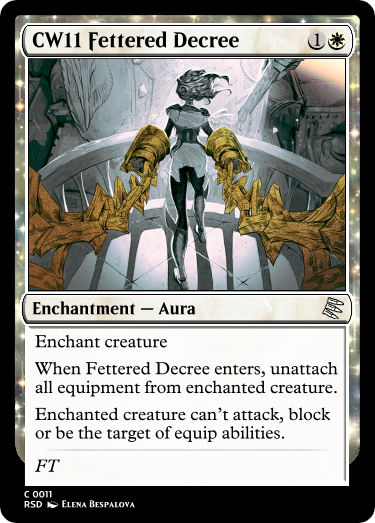 CW11 Fettered Decree 1
Enchantment — Aura
Enchant creature
When Fettered Decree enters, unattach
all equipment from enchanted creature.
Enchanted creature can't attack, block
or be the target of equip abilities.
FT
C 0011
RSD Elena Bespalova